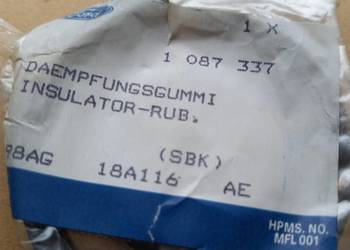 1 X
1 087 337
DAEMPFUNGSGUMMI
INSULATOR-RUB.
(SBK)
98AG 18A116 AE
HPMS. NO.
MFL001